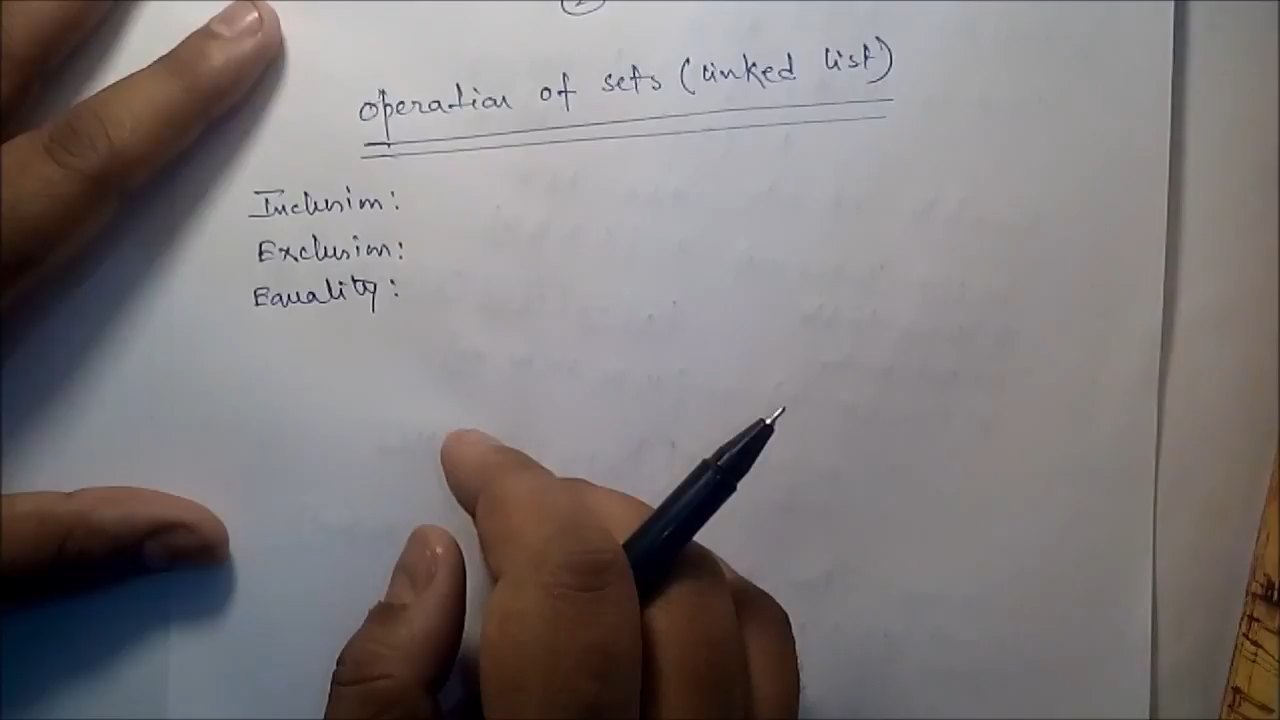 operation of sets (linked list)
Inclusion:
Exclusion:
Equality: